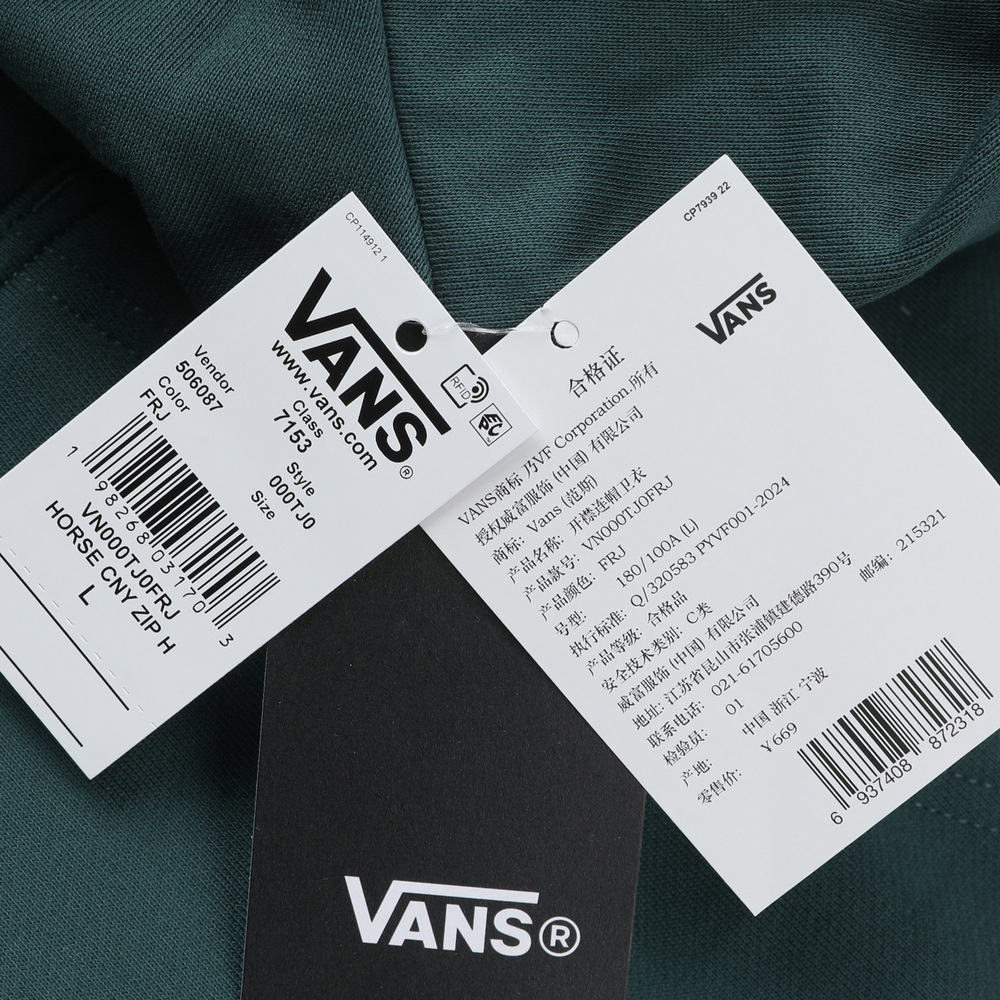 CP114912.1
VANS®
www.vans.com
RFID
EPC
Vendor
506087
Color
FRJ
Class
7153
Style
000TJ0
Size
1 98268 03170 3
VN000TJ0FRJ
HORSE CNY ZIP H
L
CP7939 22
VANS
合格证
VANS商标 乃VF Corporation.所有
授权威富服饰 (中国) 有限公司
商标: Vans (范斯)
产品名称: 开襟连帽卫衣
产品款号: VN000TJ0FRJ
产品颜色: FRJ
号型: 180/100A (L)
执行标准: Q/320583 PYVF001-2024
产品等级: 合格品
安全技术类别: C类
威富服饰 (中国) 有限公司
地址: 江苏省昆山市张浦镇建德路390号 邮编: 215321
联系电话: 021-61705600
检验员: 01
产地: 中国 浙江 宁波
零售价: ¥669
6 937408 872318
VANS®